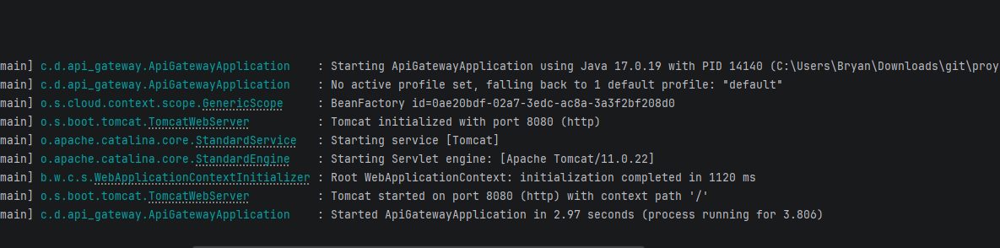 main] c.d.api_gateway.ApiGatewayApplication : Starting ApiGatewayApplication using Java 17.0.19 with PID 14140 (C:\Users\Bryan\Downloads\git\proy
main] c.d.api_gateway.ApiGatewayApplication : No active profile set, falling back to 1 default profile: "default"
main] o.s.cloud.context.scope.GenericScope : BeanFactory id=0ae20bdf-02a7-3edc-ac8a-3a3f2bf208d0
main] o.s.boot.tomcat.TomcatWebServer : Tomcat initialized with port 8080 (http)
main] o.apache.catalina.core.StandardService : Starting service [Tomcat]
main] o.apache.catalina.core.StandardEngine : Starting Servlet engine: [Apache Tomcat/11.0.22]
main] b.w.c.s.WebApplicationContextInitializer : Root WebApplicationContext: initialization completed in 1120 ms
main] o.s.boot.tomcat.TomcatWebServer : Tomcat started on port 8080 (http) with context path '/'
main] c.d.api_gateway.ApiGatewayApplication : Started ApiGatewayApplication in 2.97 seconds (process running for 3.806)